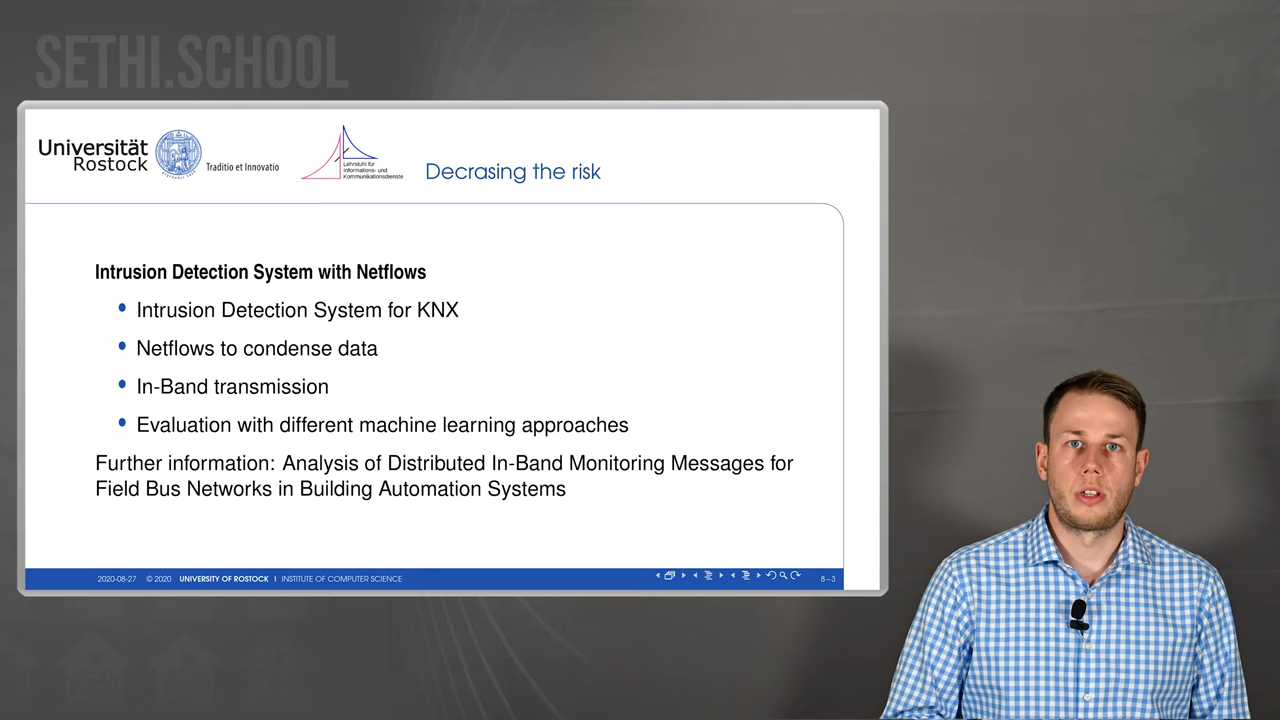 SETHI.SCHOOL
Universität
Rostock
Traditio et Innovatio
Lehrstuhl für
Informations- und
Kommunikationsdienste
Decrasing the risk
Intrusion Detection System with Netflows
Intrusion Detection System for KNX
Netflows to condense data
In-Band transmission
Evaluation with different machine learning approaches
Further information: Analysis of Distributed In-Band Monitoring Messages for
Field Bus Networks in Building Automation Systems
2020-08-27 © 2020 UNIVERSITY OF ROSTOCK | INSTITUTE OF COMPUTER SCIENCE
8–3